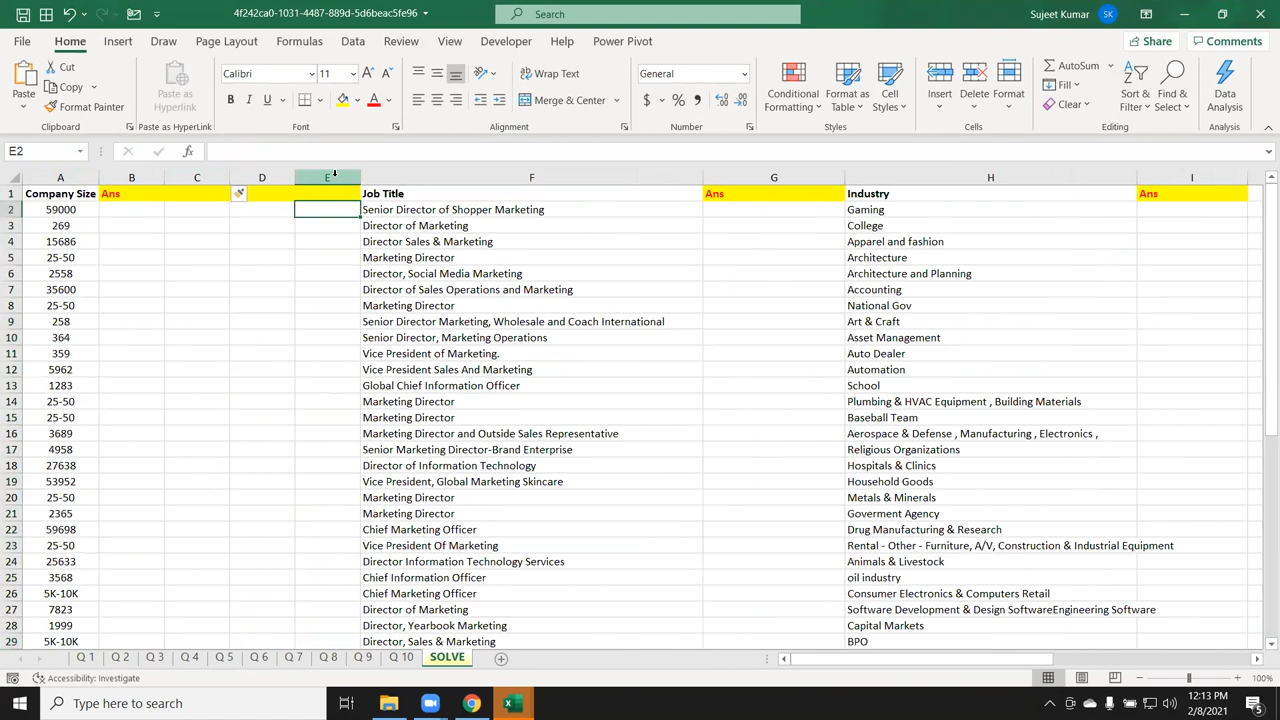 4f242ca0-1031-4487-889d-5d6beac5fe96
Search
Sujeet Kumar
SK
File Home Insert Draw Page Layout Formulas Data Review View Developer Help Power Pivot
Share Comments
Paste
Cut
Copy
Format Painter
Clipboard
Paste as Hyperlink
Paste as HyperLink
Calibri 11
B I U
Font
Wrap Text
Merge & Center
Alignment
General
$ % ,
Number
Conditional Formatting
Format as Table
Cell Styles
Styles
Insert Delete Format
Cells
AutoSum
Fill
Clear
Sort & Filter
Find & Select
Editing
Data Analysis
Analysis
E2
fx
A B C D E F G H I
1 Company Size Ans Job Title Ans Industry Ans
2 59000 Senior Director of Shopper Marketing Gaming
3 269 Director of Marketing College
4 15686 Director Sales & Marketing Apparel and fashion
5 25-50 Marketing Director Architecture
6 2558 Director, Social Media Marketing Architecture and Planning
7 35600 Director of Sales Operations and Marketing Accounting
8 25-50 Marketing Director National Gov
9 258 Senior Director Marketing, Wholesale and Coach International Art & Craft
10 364 Senior Director, Marketing Operations Asset Management
11 359 Vice President of Marketing. Auto Dealer
12 5962 Vice President Sales And Marketing Automation
13 1283 Global Chief Information Officer School
14 25-50 Marketing Director Plumbing & HVAC Equipment , Building Materials
15 25-50 Marketing Director Baseball Team
16 3689 Marketing Director and Outside Sales Representative Aerospace & Defense , Manufacturing , Electronics ,
17 4958 Senior Marketing Director-Brand Enterprise Religious Organizations
18 27638 Director of Information Technology Hospitals & Clinics
19 53952 Vice President, Global Marketing Skincare Household Goods
20 25-50 Marketing Director Metals & Minerals
21 2365 Marketing Director Goverment Agency
22 59698 Chief Marketing Officer Drug Manufacturing & Research
23 25-50 Vice President Of Marketing Rental - Other - Furniture, A/V, Construction & Industrial Equipment
24 25633 Director Information Technology Services Animals & Livestock
25 3568 Chief Information Officer oil industry
26 5K-10K Chief Marketing Officer Consumer Electronics & Computers Retail
27 7823 Director of Marketing Software Development & Design SoftwareEngineering Software
28 1999 Director, Yearbook Marketing Capital Markets
29 5K-10K Director, Sales & Marketing BPO
Q 1 Q 2 Q 3 Q 4 Q 5 Q 6 Q 7 Q 8 Q 9 Q 10 SOLVE
Accessibility: Investigate
100%
Type here to search
12:13 PM
2/8/2021
5